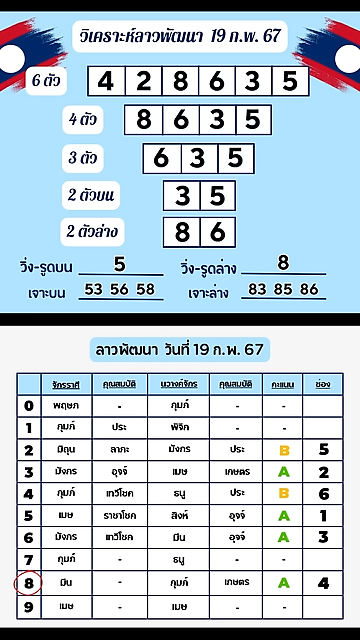 วิเคราะห์ลาวพัฒนา 19 ก.พ. 67
6 ตัว 4 2 8 6 3 5
4 ตัว 8 6 3 5
3 ตัว 6 3 5
2 ตัวบน 3 5
2 ตัวล่าง 8 6
วิ่ง-รูดบน 5 วิ่ง-รูดล่าง 8
เจาะบน 53 56 58 เจาะล่าง 83 85 86
ลาวพัฒนา วันที่ 19 ก.พ. 67
จักรราศี คุณสมบัติ นวางค์จักร คุณสมบัติ คะแนน ช่อง
0 พฤษภ - กุมภ์ - -
1 กุมภ์ ประ พิจิก - -
2 มิถุน ลาภะ มังกร ประ B 5
3 มังกร อุจจ์ เมษ เกษตร A 2
4 กุมภ์ เทวีโชค ธนู ประ B 6
5 เมษ ราชาโชค สิงห์ อุจจ์ A 1
6 มังกร เทวีโชค มีน อุจจ์ A 3
7 กุมภ์ - ธนู - -
8 มีน - กุมภ์ เกษตร A 4
9 เมษ - เมษ - -